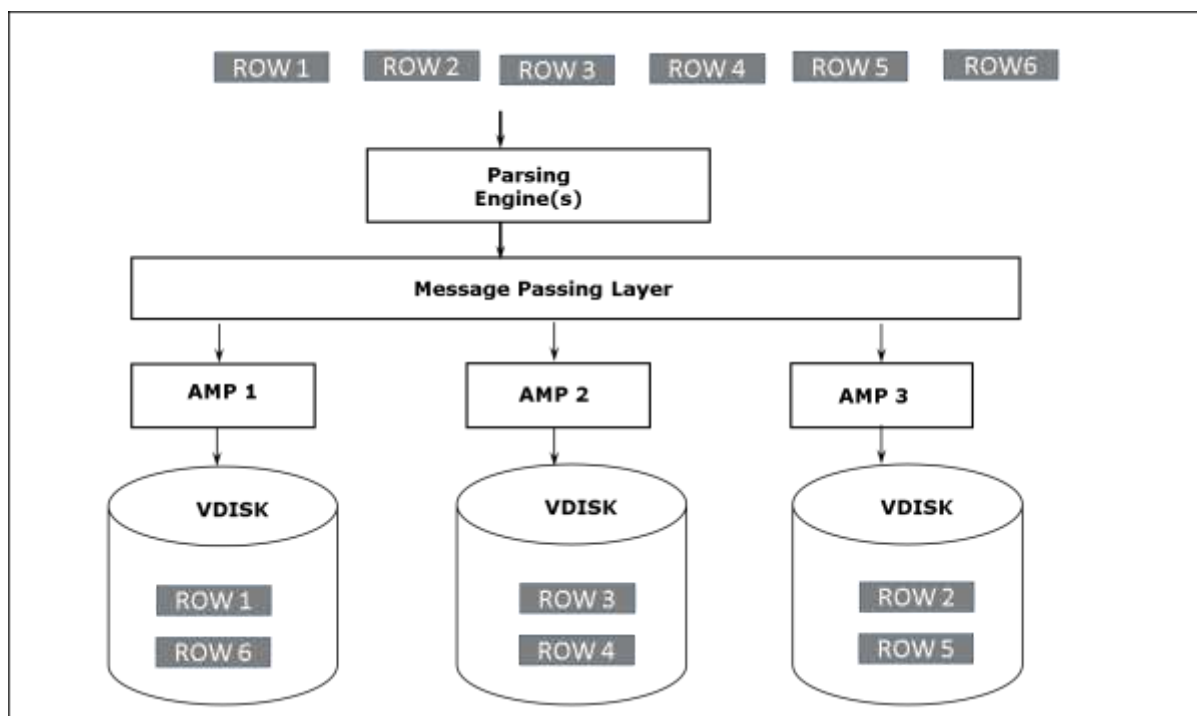 ROW 1
ROW 2
ROW 3
ROW 4
ROW 5
ROW6
Parsing
Engine(s)
Message Passing Layer
AMP 1
AMP 2
AMP 3
VDISK
VDISK
VDISK
ROW 1
ROW 3
ROW 2
ROW 6
ROW 4
ROW 5